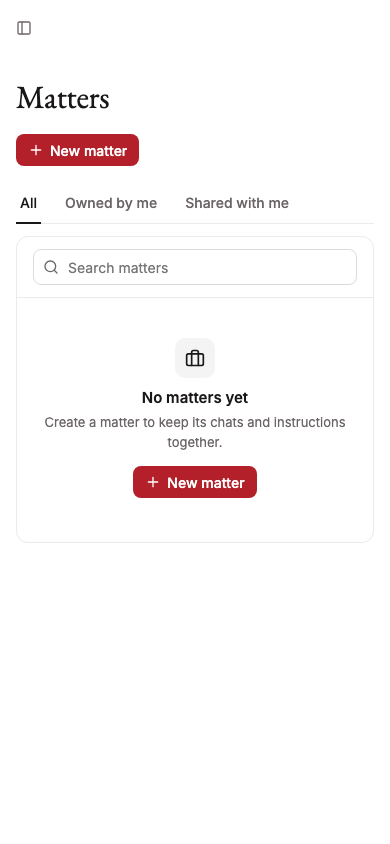 Matters
New matter
All
Owned by me
Shared with me
Search matters
No matters yet
Create a matter to keep its chats and instructions
together.
New matter